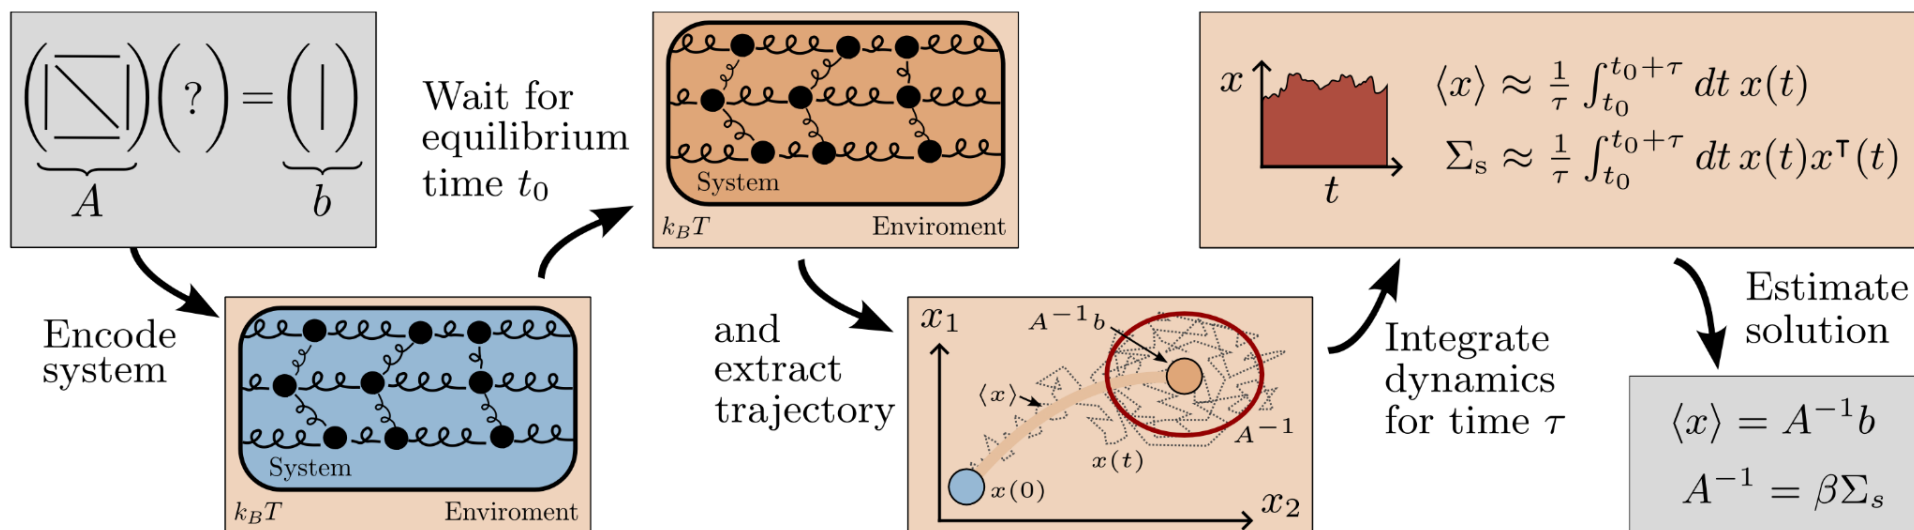 ( ? ) =
A
b
Encode
system
System
k_BT Enviroment
Wait for
equilibrium
time t₀
System
k_BT Enviroment
and
extract
trajectory
x₁
A⁻¹b
⟨x⟩
A⁻¹
x(t)
x(0)
x₂
Integrate
dynamics
for time τ
x
t
⟨x⟩ ≈ 1/τ ∫_{t₀}^{t₀+τ} dt x(t)
Σ_s ≈ 1/τ ∫_{t₀}^{t₀+τ} dt x(t)x^⊺(t)
Estimate
solution
⟨x⟩ = A⁻¹b
A⁻¹ = βΣ_s